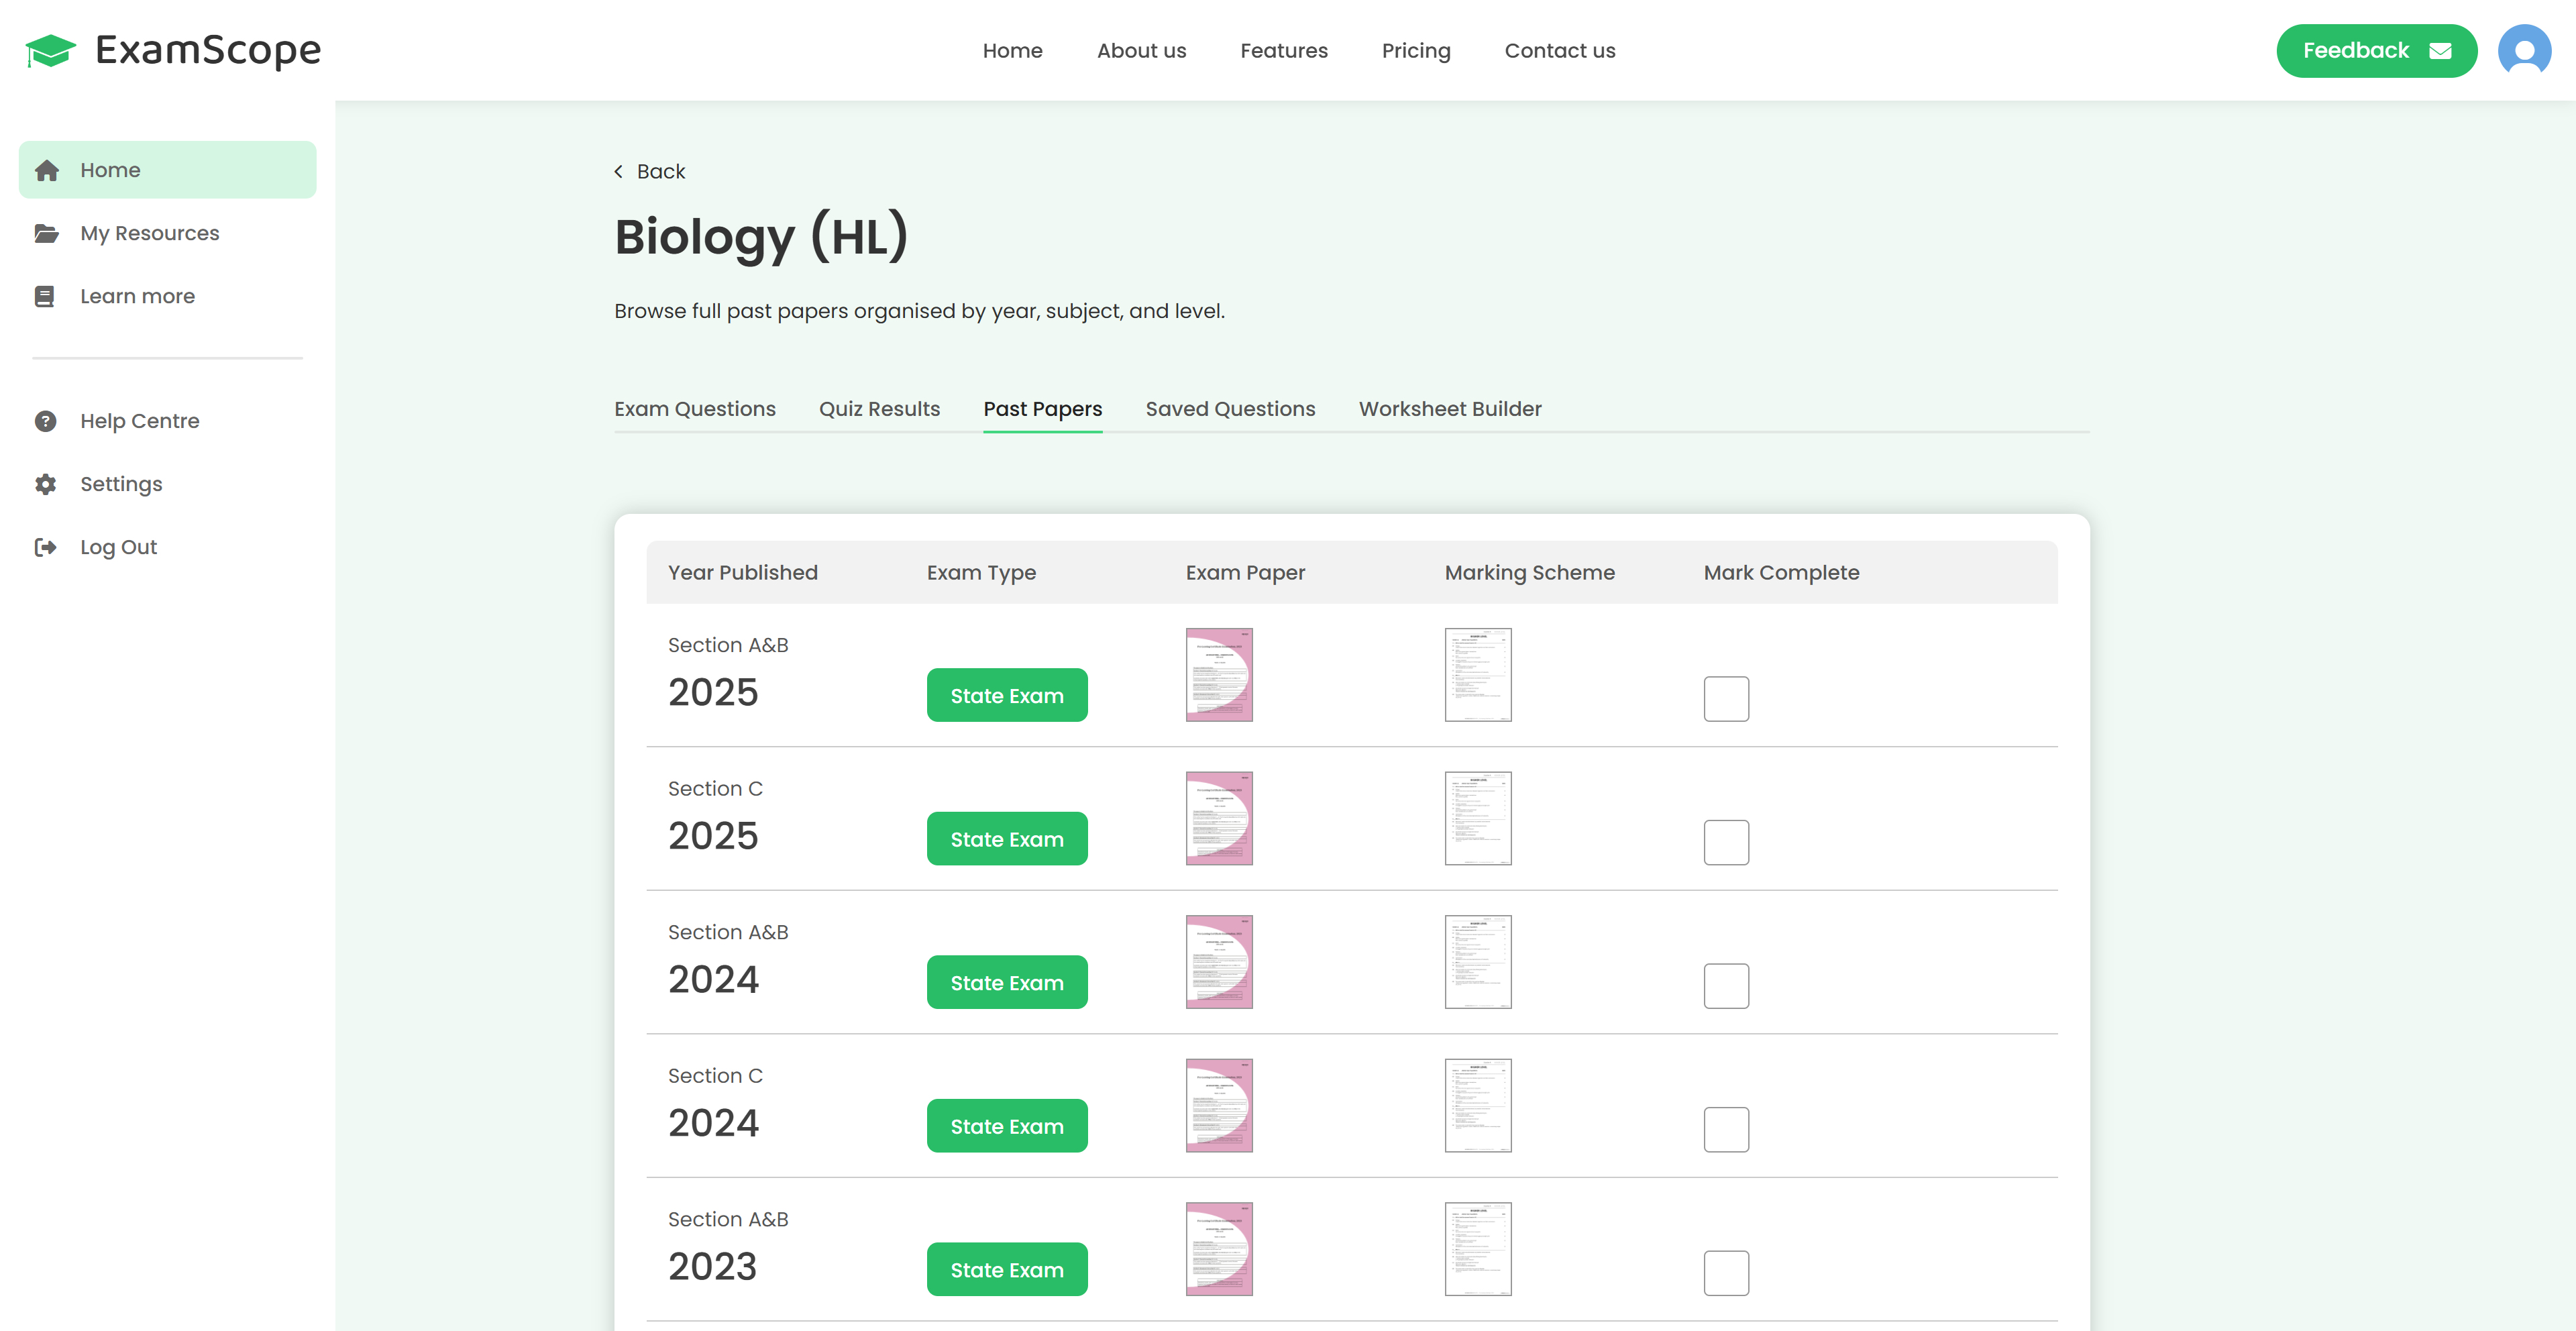 ExamScope
Home
About us
Features
Pricing
Contact us
Feedback
Home
My Resources
Learn more
Help Centre
Settings
Log Out
Back
Biology (HL)
Browse full past papers organised by year, subject, and level.
Exam Questions
Quiz Results
Past Papers
Saved Questions
Worksheet Builder
Year Published
Exam Type
Exam Paper
Marking Scheme
Mark Complete
Section A&B
2025
State Exam
Section C
2025
State Exam
Section A&B
2024
State Exam
Section C
2024
State Exam
Section A&B
2023
State Exam